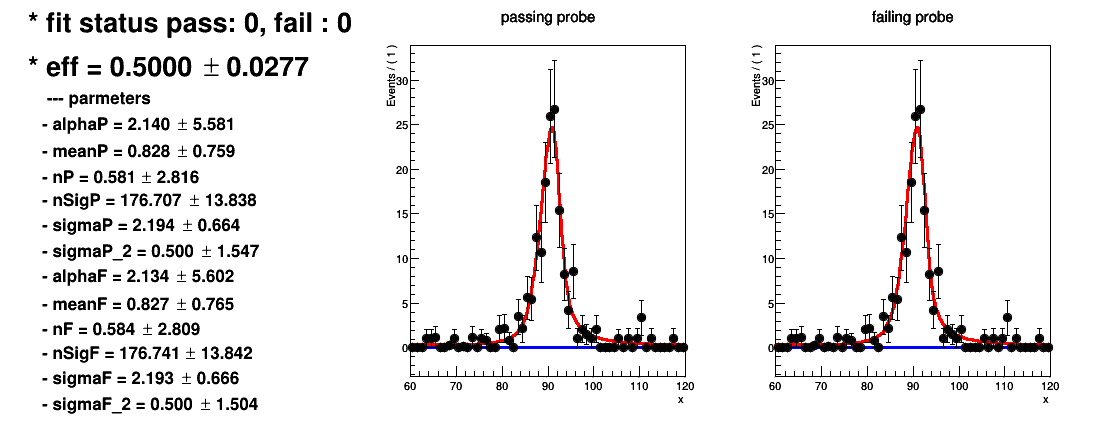 * fit status pass: 0, fail : 0
* eff = 0.5000 ± 0.0277
--- parmeters
- alphaP = 2.140 ± 5.581
- meanP = 0.828 ± 0.759
- nP = 0.581 ± 2.816
- nSigP = 176.707 ± 13.838
- sigmaP = 2.194 ± 0.664
- sigmaP_2 = 0.500 ± 1.547
- alphaF = 2.134 ± 5.602
- meanF = 0.827 ± 0.765
- nF = 0.584 ± 2.809
- nSigF = 176.741 ± 13.842
- sigmaF = 2.193 ± 0.666
- sigmaF_2 = 0.500 ± 1.504
passing probe
Events / ( 1 )
30
25
20
15
10
5
0
60 70 80 90 100 110 120
x
failing probe
Events / ( 1 )
30
25
20
15
10
5
0
60 70 80 90 100 110 120
x